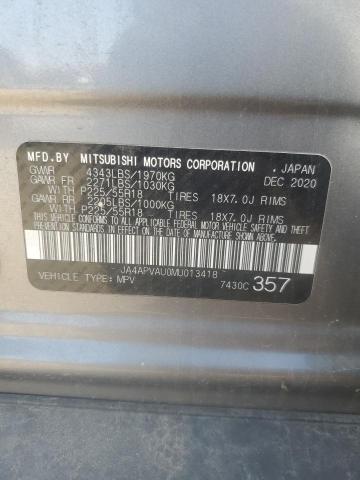 MFD.BY MITSUBISHI MOTORS CORPORATION , JAPAN
GVWR 4343LBS/1970KG DEC 2020
GAWR FR 2271LBS/1030KG
WITH P225/55R18 TIRES 18X7.0J RIMS
GAWR RR 2205LBS/1000KG
WITH P225/55R18 TIRES 18X7.0J RIMS
THIS VEHICLE CONFORMS TO ALL APPLICABLE FEDERAL MOTOR VEHICLE
SAFETY, BUMPER, AND THEFT PREVENTION STANDARDS IN EFFECT ON
THE DATE OF MANUFACTURE SHOWN ABOVE.
JA4APVAU0MU013418
VEHICLE TYPE: MPV 7430C 357